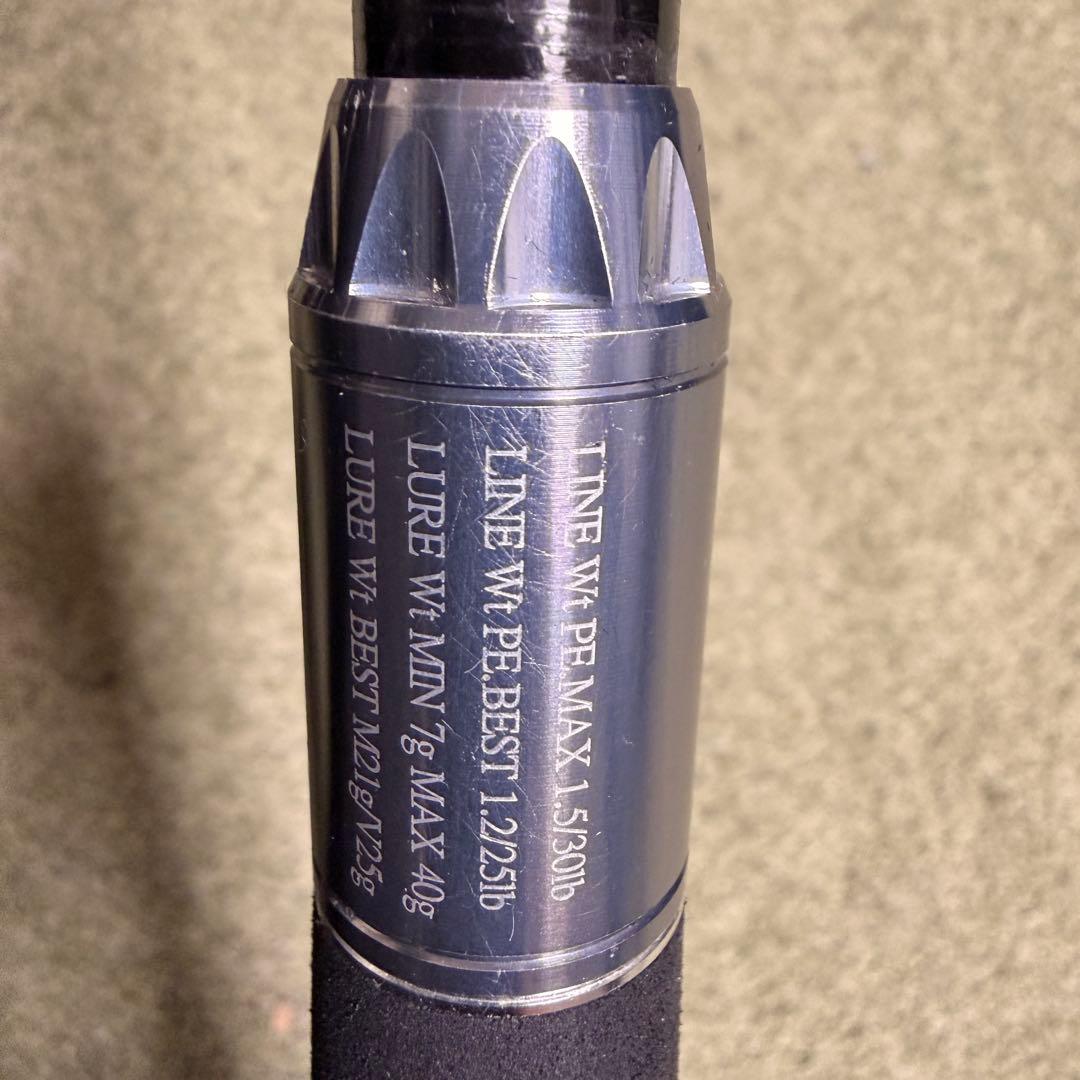 LINE Wt PE.MAX 1.5/30lb
LINE Wt PE.BEST 1.2/25lb
LURE Wt MIN 7g MAX 40g
LURE Wt BEST M21g/V25g